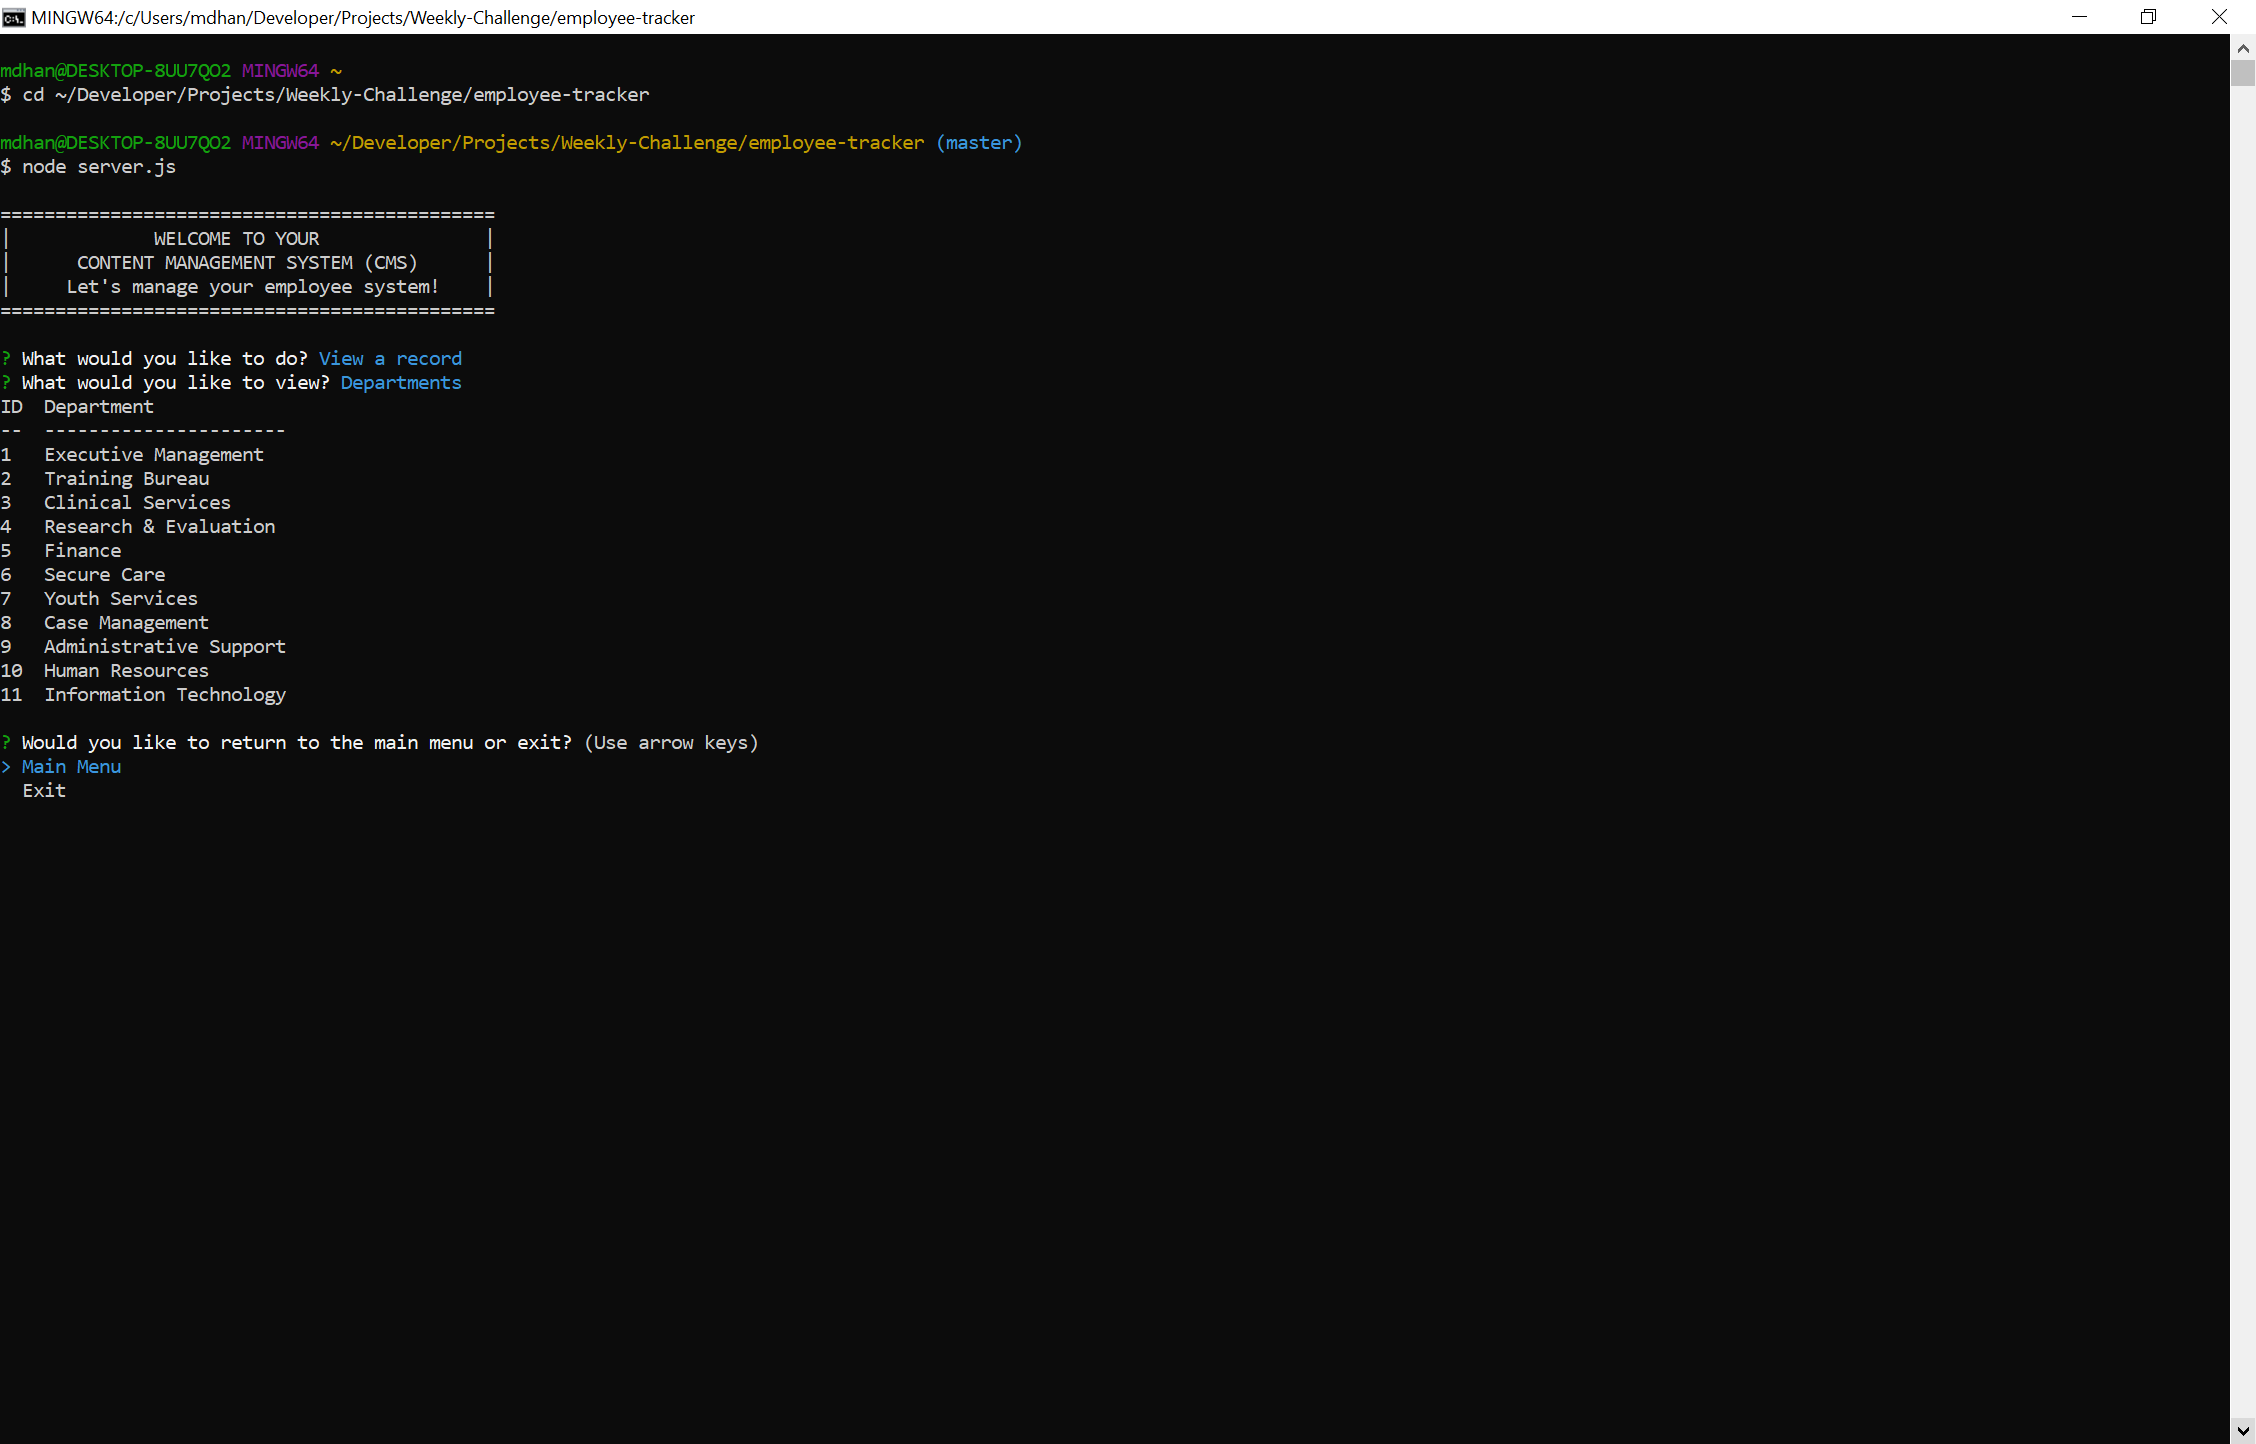 MINGW64:/c/Users/mdhan/Developer/Projects/Weekly-Challenge/employee-tracker
mdhan@DESKTOP-8UU7QO2 MINGW64 ~
$ cd ~/Developer/Projects/Weekly-Challenge/employee-tracker
mdhan@DESKTOP-8UU7QO2 MINGW64 ~/Developer/Projects/Weekly-Challenge/employee-tracker (master)
$ node server.js
=============================================
|             WELCOME TO YOUR               |
|      CONTENT MANAGEMENT SYSTEM (CMS)      |
|     Let's manage your employee system!    |
=============================================
? What would you like to do? View a record
? What would you like to view? Departments
ID  Department
--  ----------------------
1   Executive Management
2   Training Bureau
3   Clinical Services
4   Research & Evaluation
5   Finance
6   Secure Care
7   Youth Services
8   Case Management
9   Administrative Support
10  Human Resources
11  Information Technology
? Would you like to return to the main menu or exit? (Use arrow keys)
> Main Menu
  Exit